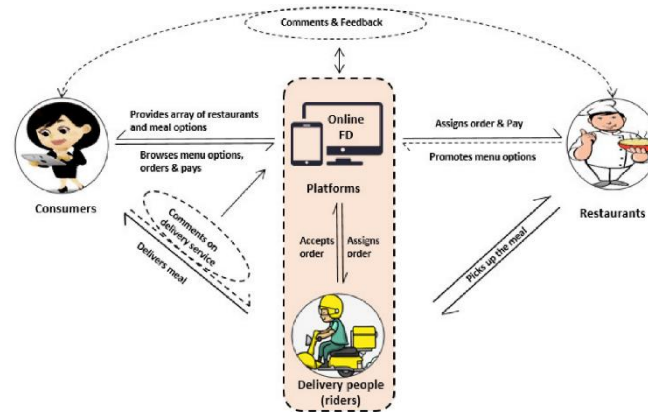 Comments & Feedback
Provides array of restaurants
and meal options
Browses menu options,
orders & pays
Online
FD
Platforms
Assigns order & Pay
Promotes menu options
Consumers
Restaurants
Comments on
delivery service
Delivers meal
Accepts
order
Assigns
order
Picks up the meal
Delivery people
(riders)